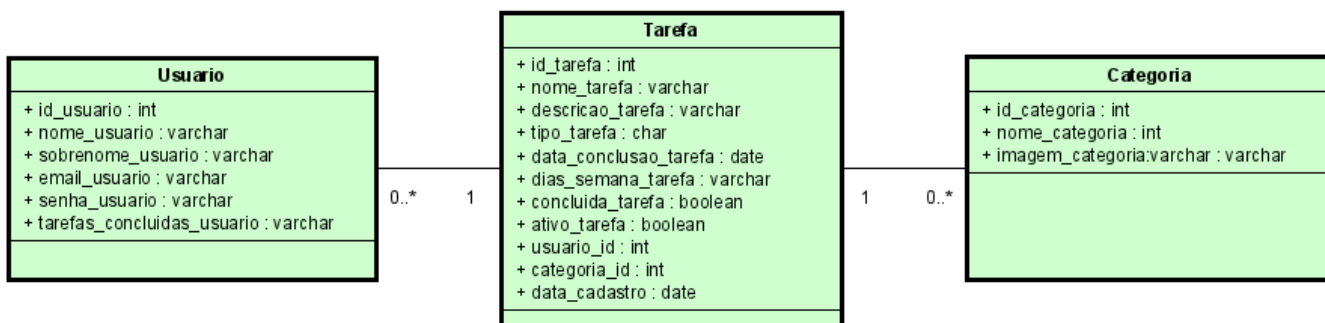 Usuario
+ id_usuario : int
+ nome_usuario : varchar
+ sobrenome_usuario : varchar
+ email_usuario : varchar
+ senha_usuario : varchar
+ tarefas_concluidas_usuario : varchar
0..*
1
Tarefa
+ id_tarefa : int
+ nome_tarefa : varchar
+ descricao_tarefa : varchar
+ tipo_tarefa : char
+ data_conclusao_tarefa : date
+ dias_semana_tarefa : varchar
+ concluida_tarefa : boolean
+ ativo_tarefa : boolean
+ usuario_id : int
+ categoria_id : int
+ data_cadastro : date
1
0..*
Categoria
+ id_categoria : int
+ nome_categoria : int
+ imagem_categoria:varchar : varchar